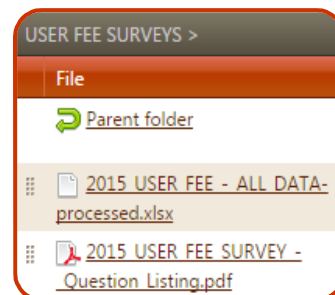 USER FEE SURVEYS >
File
Parent folder
2015 USER FEE - ALL DATA-
processed.xlsx
2015 USER FEE SURVEY -
_Question Listing.pdf